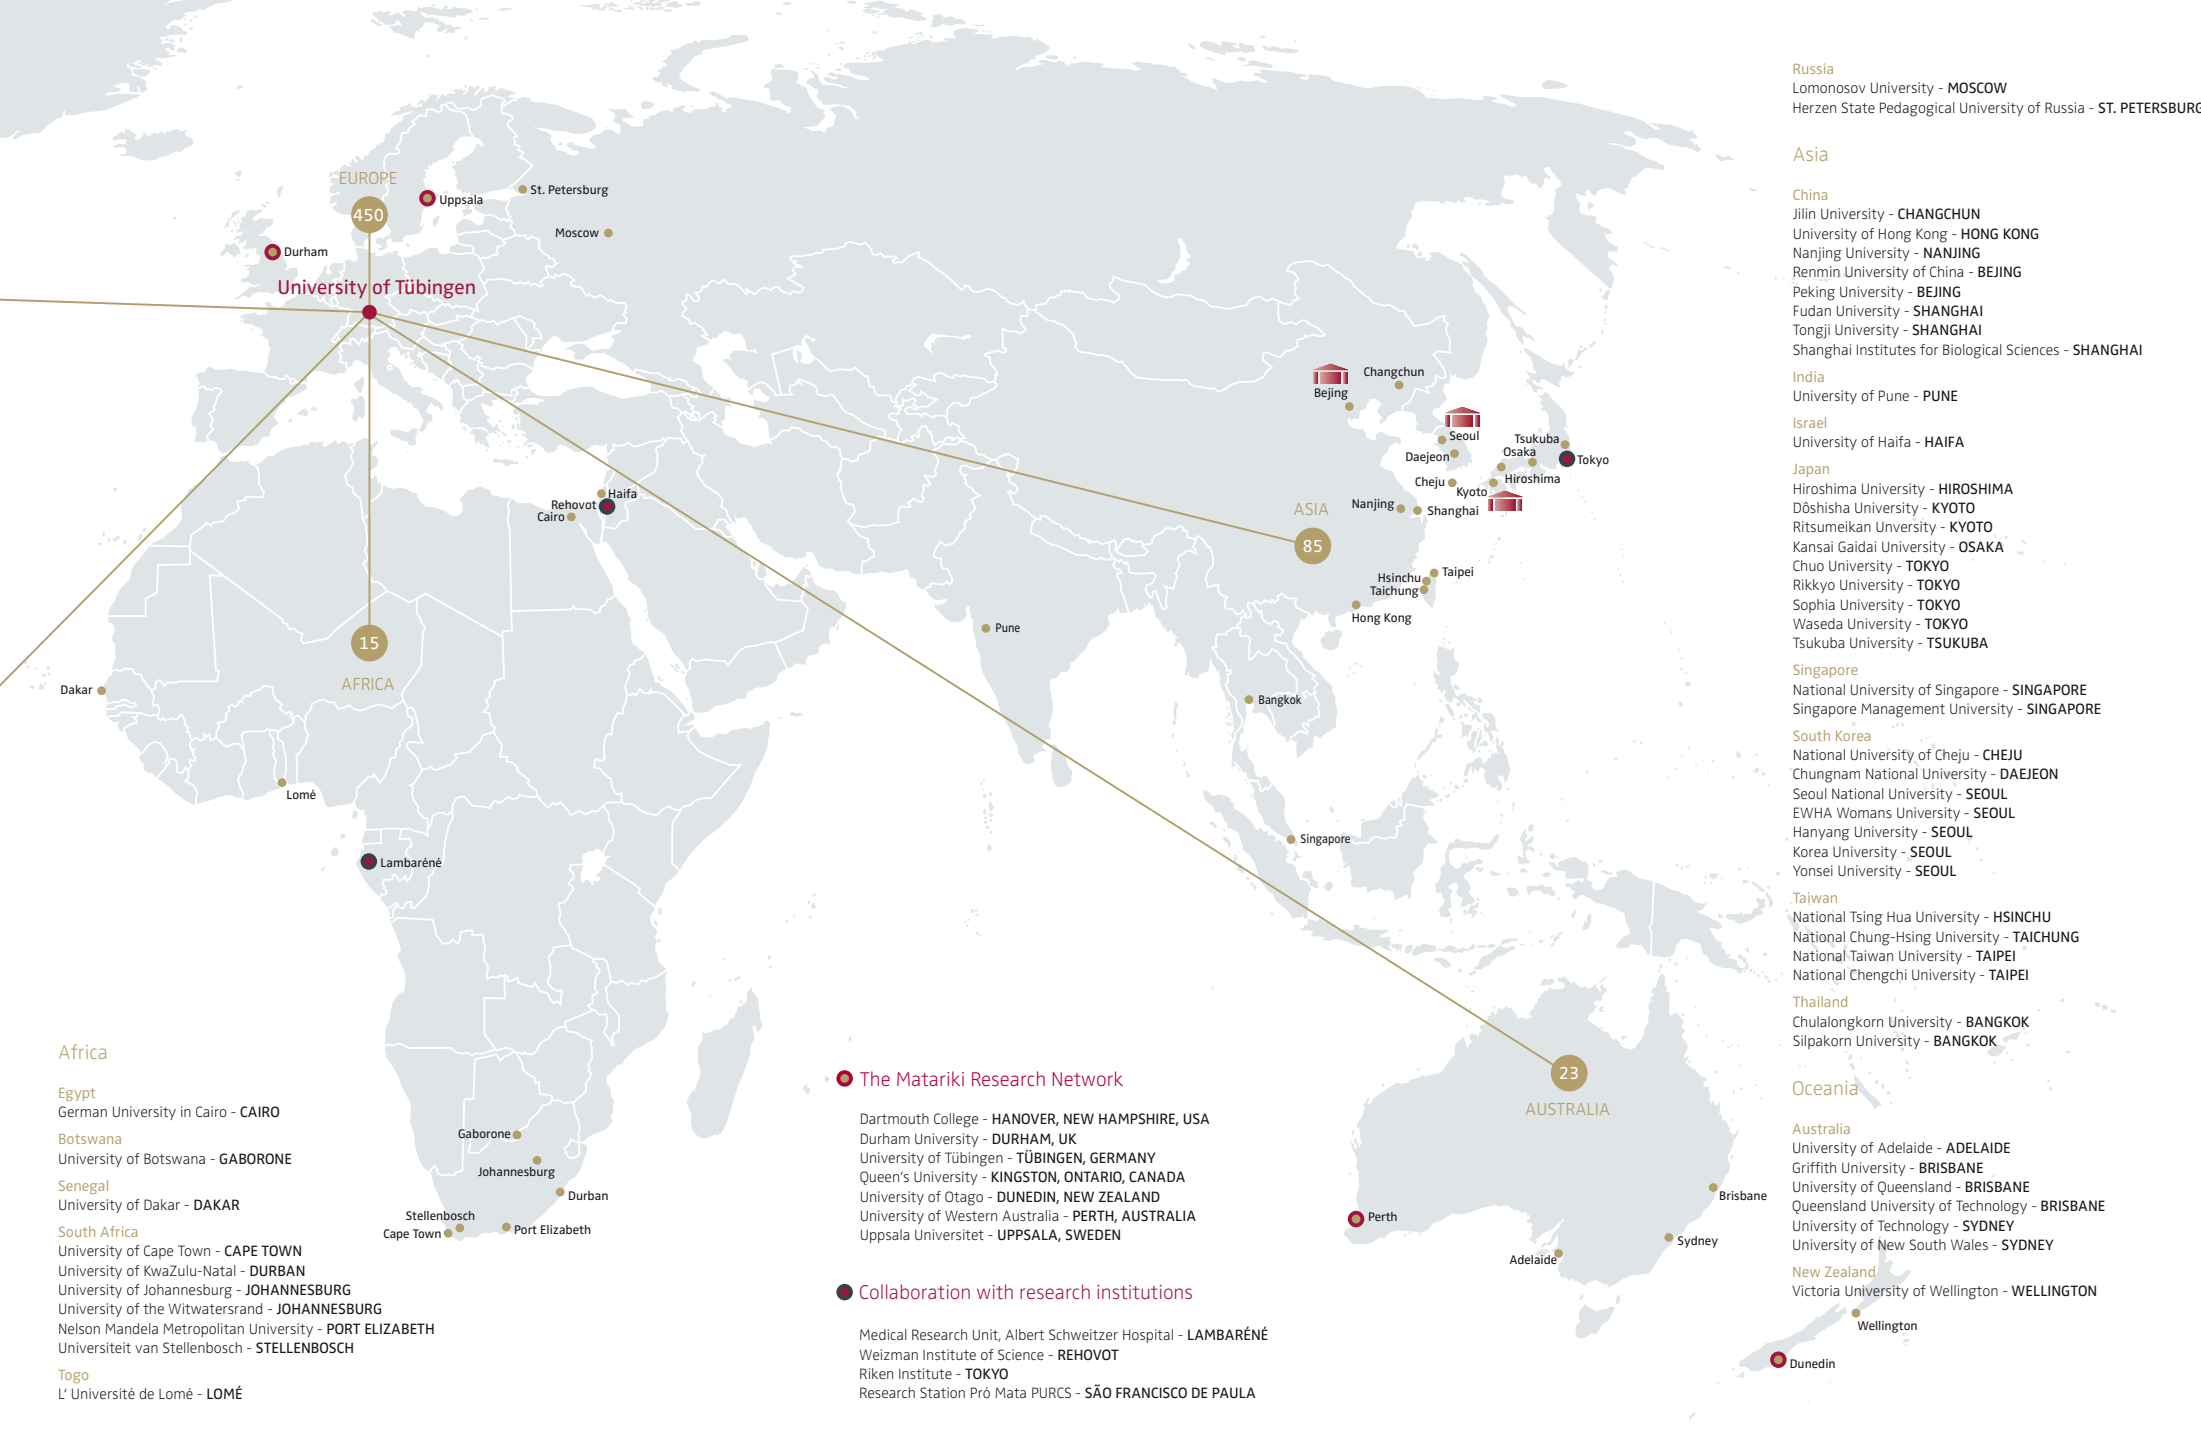 EUROPE
450
Uppsala
St. Petersburg
Moscow
Durham
University of Tübingen
Bejing
Changchun
Seoul
Daejeon
Tsukuba
Osaka
Tokyo
Hiroshima
Cheju
Kyoto
Haifa
Rehovot
Cairo
ASIA
85
Nanjing
Shanghai
Taipei
Hsinchu
Taichung
Hong Kong
Pune
15
AFRICA
Dakar
Bangkok
Lomé
Singapore
Lambaréné
23
AUSTRALIA
Gaborone
Johannesburg
Durban
Stellenbosch
Cape Town
Port Elizabeth
Brisbane
Perth
Sydney
Adelaide
Wellington
Dunedin
Africa
Egypt
German University in Cairo - CAIRO
Botswana
University of Botswana - GABORONE
Senegal
University of Dakar - DAKAR
South Africa
University of Cape Town - CAPE TOWN
University of KwaZulu-Natal - DURBAN
University of Johannesburg - JOHANNESBURG
University of the Witwatersrand - JOHANNESBURG
Nelson Mandela Metropolitan University - PORT ELIZABETH
Universiteit van Stellenbosch - STELLENBOSCH
Togo
L‘ Université de Lomé - LOMÉ
The Matariki Research Network
Dartmouth College - HANOVER, NEW HAMPSHIRE, USA
Durham University - DURHAM, UK
University of Tübingen - TÜBINGEN, GERMANY
Queen's University - KINGSTON, ONTARIO, CANADA
University of Otago - DUNEDIN, NEW ZEALAND
University of Western Australia - PERTH, AUSTRALIA
Uppsala Universitet - UPPSALA, SWEDEN
Collaboration with research institutions
Medical Research Unit, Albert Schweitzer Hospital - LAMBARÉNÉ
Weizman Institute of Science - REHOVOT
Riken Institute - TOKYO
Research Station Pró Mata PURCS - SÃO FRANCISCO DE PAULA
Russia
Lomonosov University - MOSCOW
Herzen State Pedagogical University of Russia - ST. PETERSBURG
Asia
China
Jilin University - CHANGCHUN
University of Hong Kong - HONG KONG
Nanjing University - NANJING
Renmin University of China - BEJING
Peking University - BEJING
Fudan University - SHANGHAI
Tongji University - SHANGHAI
Shanghai Institutes for Biological Sciences - SHANGHAI
India
University of Pune - PUNE
Israel
University of Haifa - HAIFA
Japan
Hiroshima University - HIROSHIMA
Dôshisha University - KYOTO
Ritsumeikan Unversity - KYOTO
Kansai Gaidai University - OSAKA
Chuo University - TOKYO
Rikkyo University - TOKYO
Sophia University - TOKYO
Waseda University - TOKYO
Tsukuba University - TSUKUBA
Singapore
National University of Singapore - SINGAPORE
Singapore Management University - SINGAPORE
South Korea
National University of Cheju - CHEJU
Chungnam National University - DAEJEON
Seoul National University - SEOUL
EWHA Womans University - SEOUL
Hanyang University - SEOUL
Korea University - SEOUL
Yonsei University - SEOUL
Taiwan
National Tsing Hua University - HSINCHU
National Chung-Hsing University - TAICHUNG
National Taiwan University - TAIPEI
National Chengchi University - TAIPEI
Thailand
Chulalongkorn University - BANGKOK
Silpakorn University - BANGKOK
Oceania
Australia
University of Adelaide - ADELAIDE
Griffith University - BRISBANE
University of Queensland - BRISBANE
Queensland University of Technology - BRISBANE
University of Technology - SYDNEY
University of New South Wales - SYDNEY
New Zealand
Victoria University of Wellington - WELLINGTON